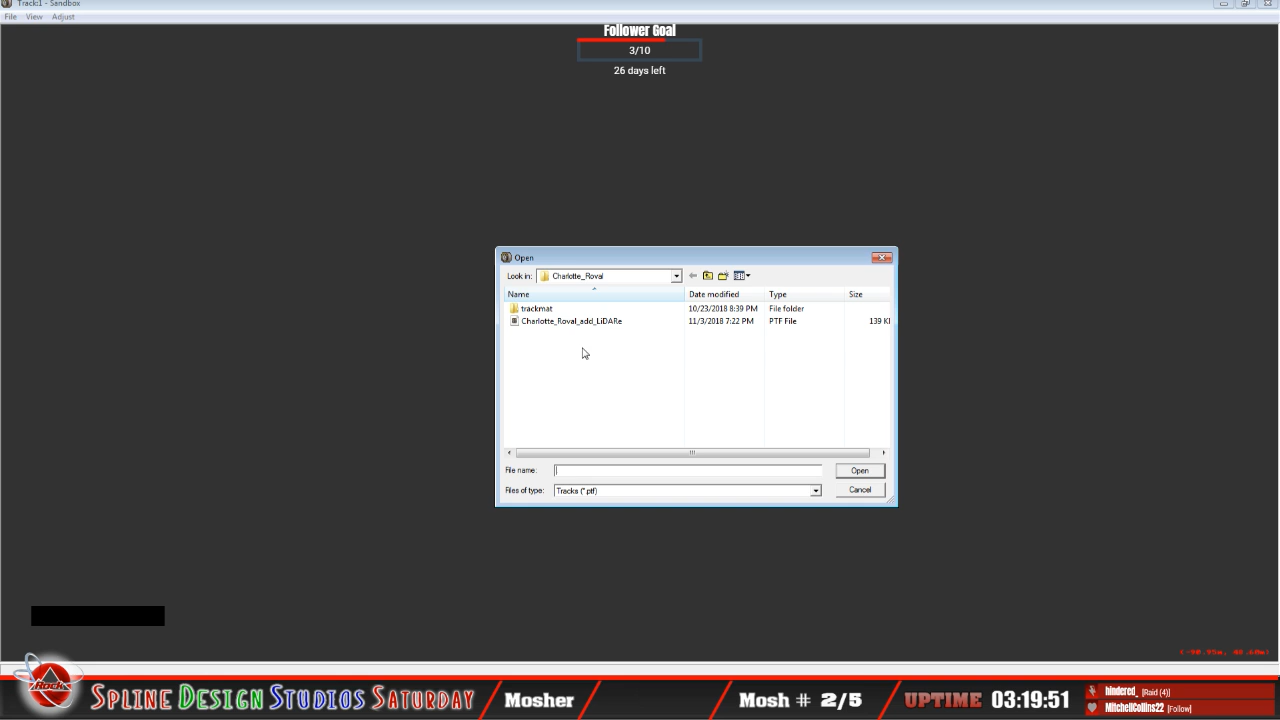 Track:1 - Sandbox
File View Adjust
Follower Goal
3/10
26 days left
Open
Look in: Charlotte_Roval
Name Date modified Type Size
trackmat 10/23/2018 8:39 PM File folder
Charlotte_Roval_add_LiDARe 11/3/2018 7:22 PM PTF File 139 K
File name: Open
Files of type: Tracks (*.ptf) Cancel
Rock
SPLINE DESIGN STUDIOS SATURDAY Mosher Mosh # 2/5 UPTIME 03:19:51
hindered_ [Raid (4)]
MitchellCollins22 [Follow]